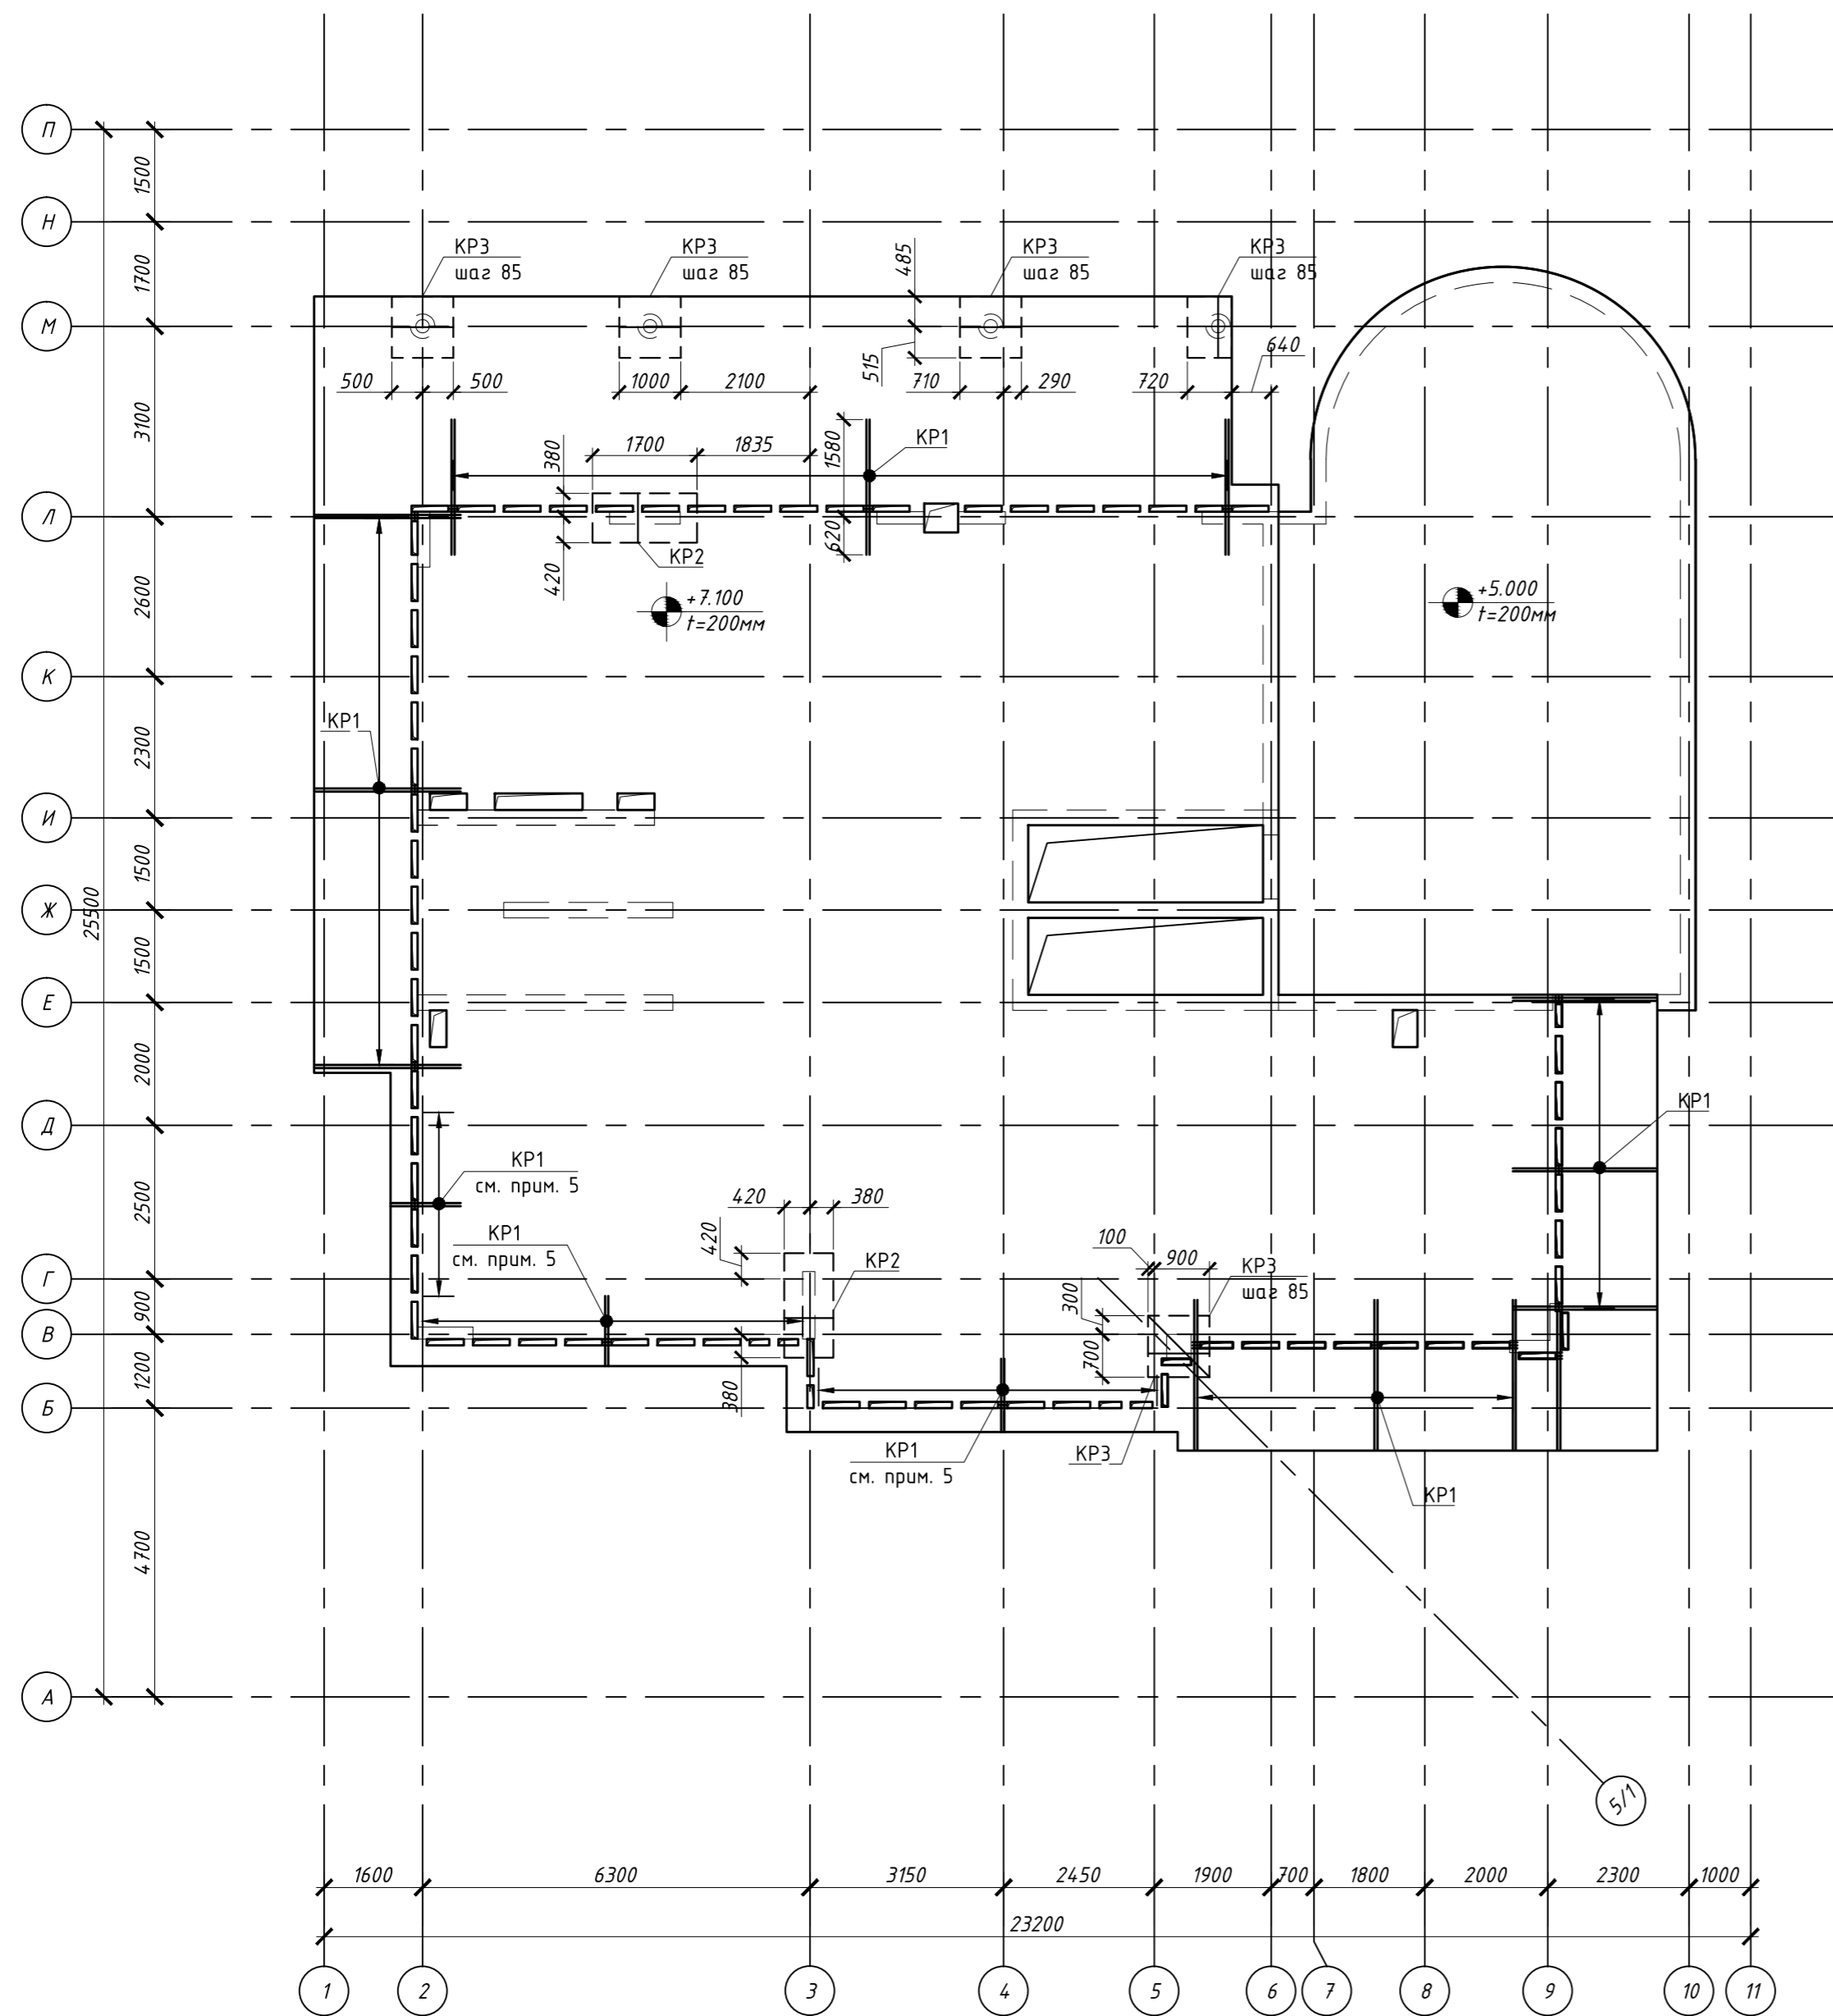 П
1500
Н
КР3
шаг 85
КР3
шаг 85
485
КР3
шаг 85
КР3
шаг 85
1700
М
515
640
500
500
1000
2100
710
290
720
3100
380
1700
1835
1580
КР1
Л
620
КР2
420
+7.100
t=200мм
+5.000
t=200мм
2600
К
КР1
2300
И
1500
Ж
25500
1500
Е
2000
КР1
Д
КР1
см. прим. 5
2500
420
380
КР1
см. прим. 5
420
КР2
100
900
КР3
шаг 85
Г
300
900
В
700
1200
380
Б
КР1
см. прим. 5
КР3
КР1
4700
А
5/1
1600
6300
3150
2450
1900
700
1800
2000
2300
1000
23200
1
2
3
4
5
6
7
8
9
10
11